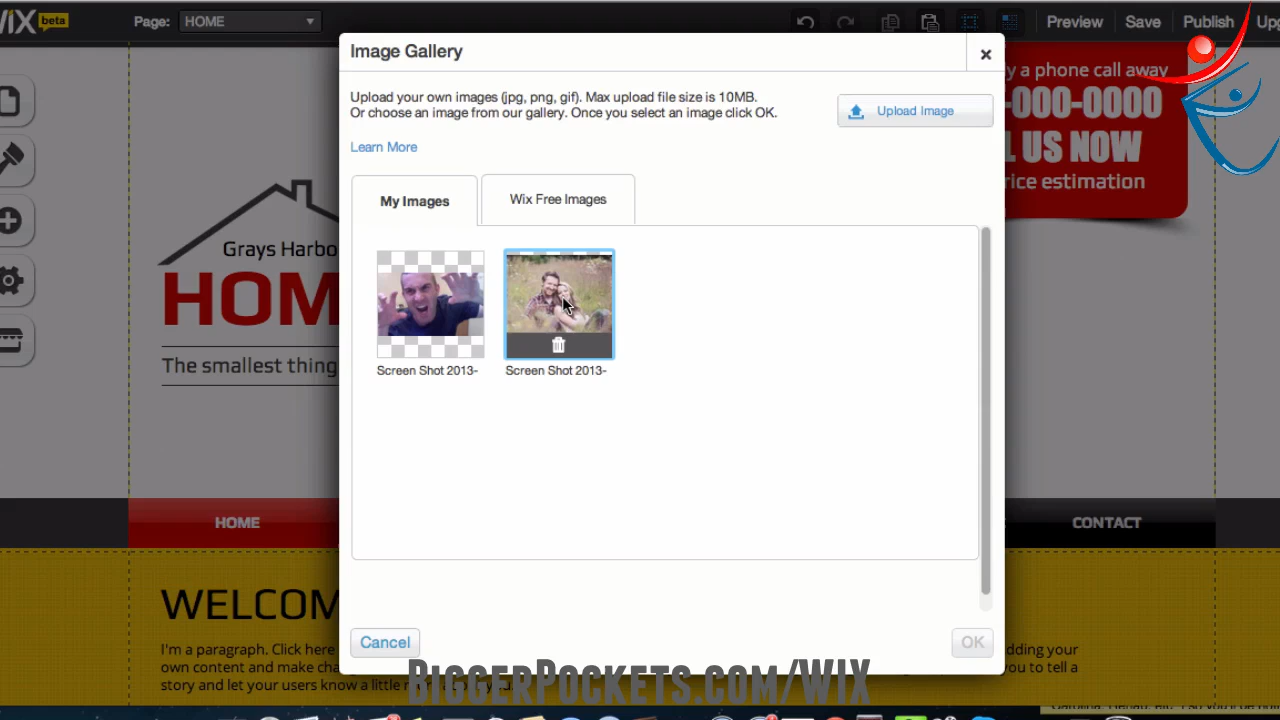 WiX beta Page: HOME Preview Save Publish Upg
Image Gallery
Upload your own images (jpg, png, gif). Max upload file size is 10MB.
Or choose an image from our gallery. Once you select an image click OK.
Upload Image
Learn More
My Images Wix Free Images
Screen Shot 2013- Screen Shot 2013-
Cancel OK
y a phone call away
-000-0000
L US NOW
rice estimation
Grays Harbo
HOM
The smallest thing
HOME CONTACT
WELCOM
I'm a paragraph. Click here dding your
own content and make cha you to tell a
story and let your users know a little
BIGGERPOCKETS.COM/WIX